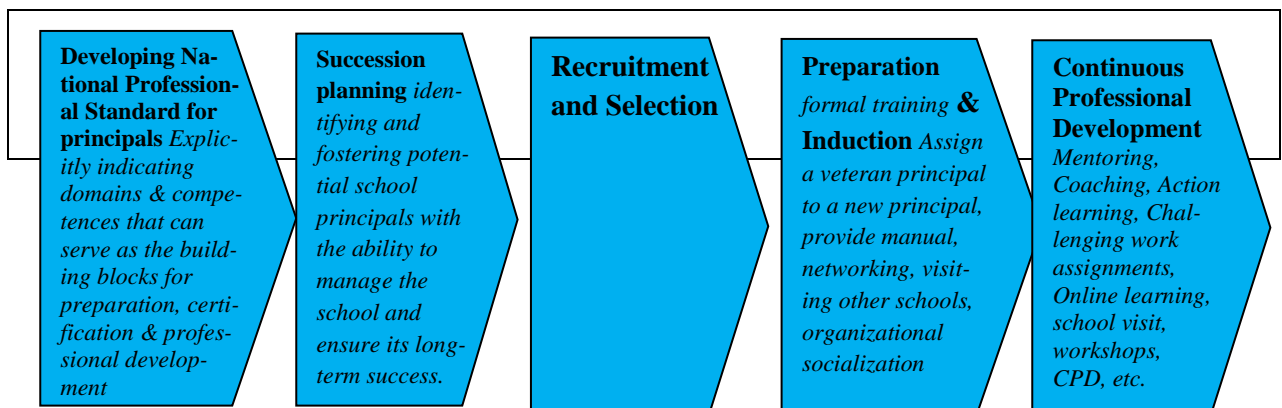 Developing Na-
tional Profession-
al Standard for
principals Explic-
itly indicating
domains & compe-
tences that can
serve as the build-
ing blocks for
preparation, certi-
fication & profes-
sional develop-
ment
Succession
planning iden-
tifying and
fostering poten-
tial school
principals with
the ability to
manage the
school and
ensure its long-
term success.
Recruitment
and Selection
Preparation
formal training &
Induction Assign
a veteran principal
to a new principal,
provide manual,
networking, visit-
ing other schools,
organizational
socialization
Continuous
Professional
Development
Mentoring,
Coaching, Action
learning, Chal-
lenging work
assignments,
Online learning,
school visit,
workshops,
CPD, etc.